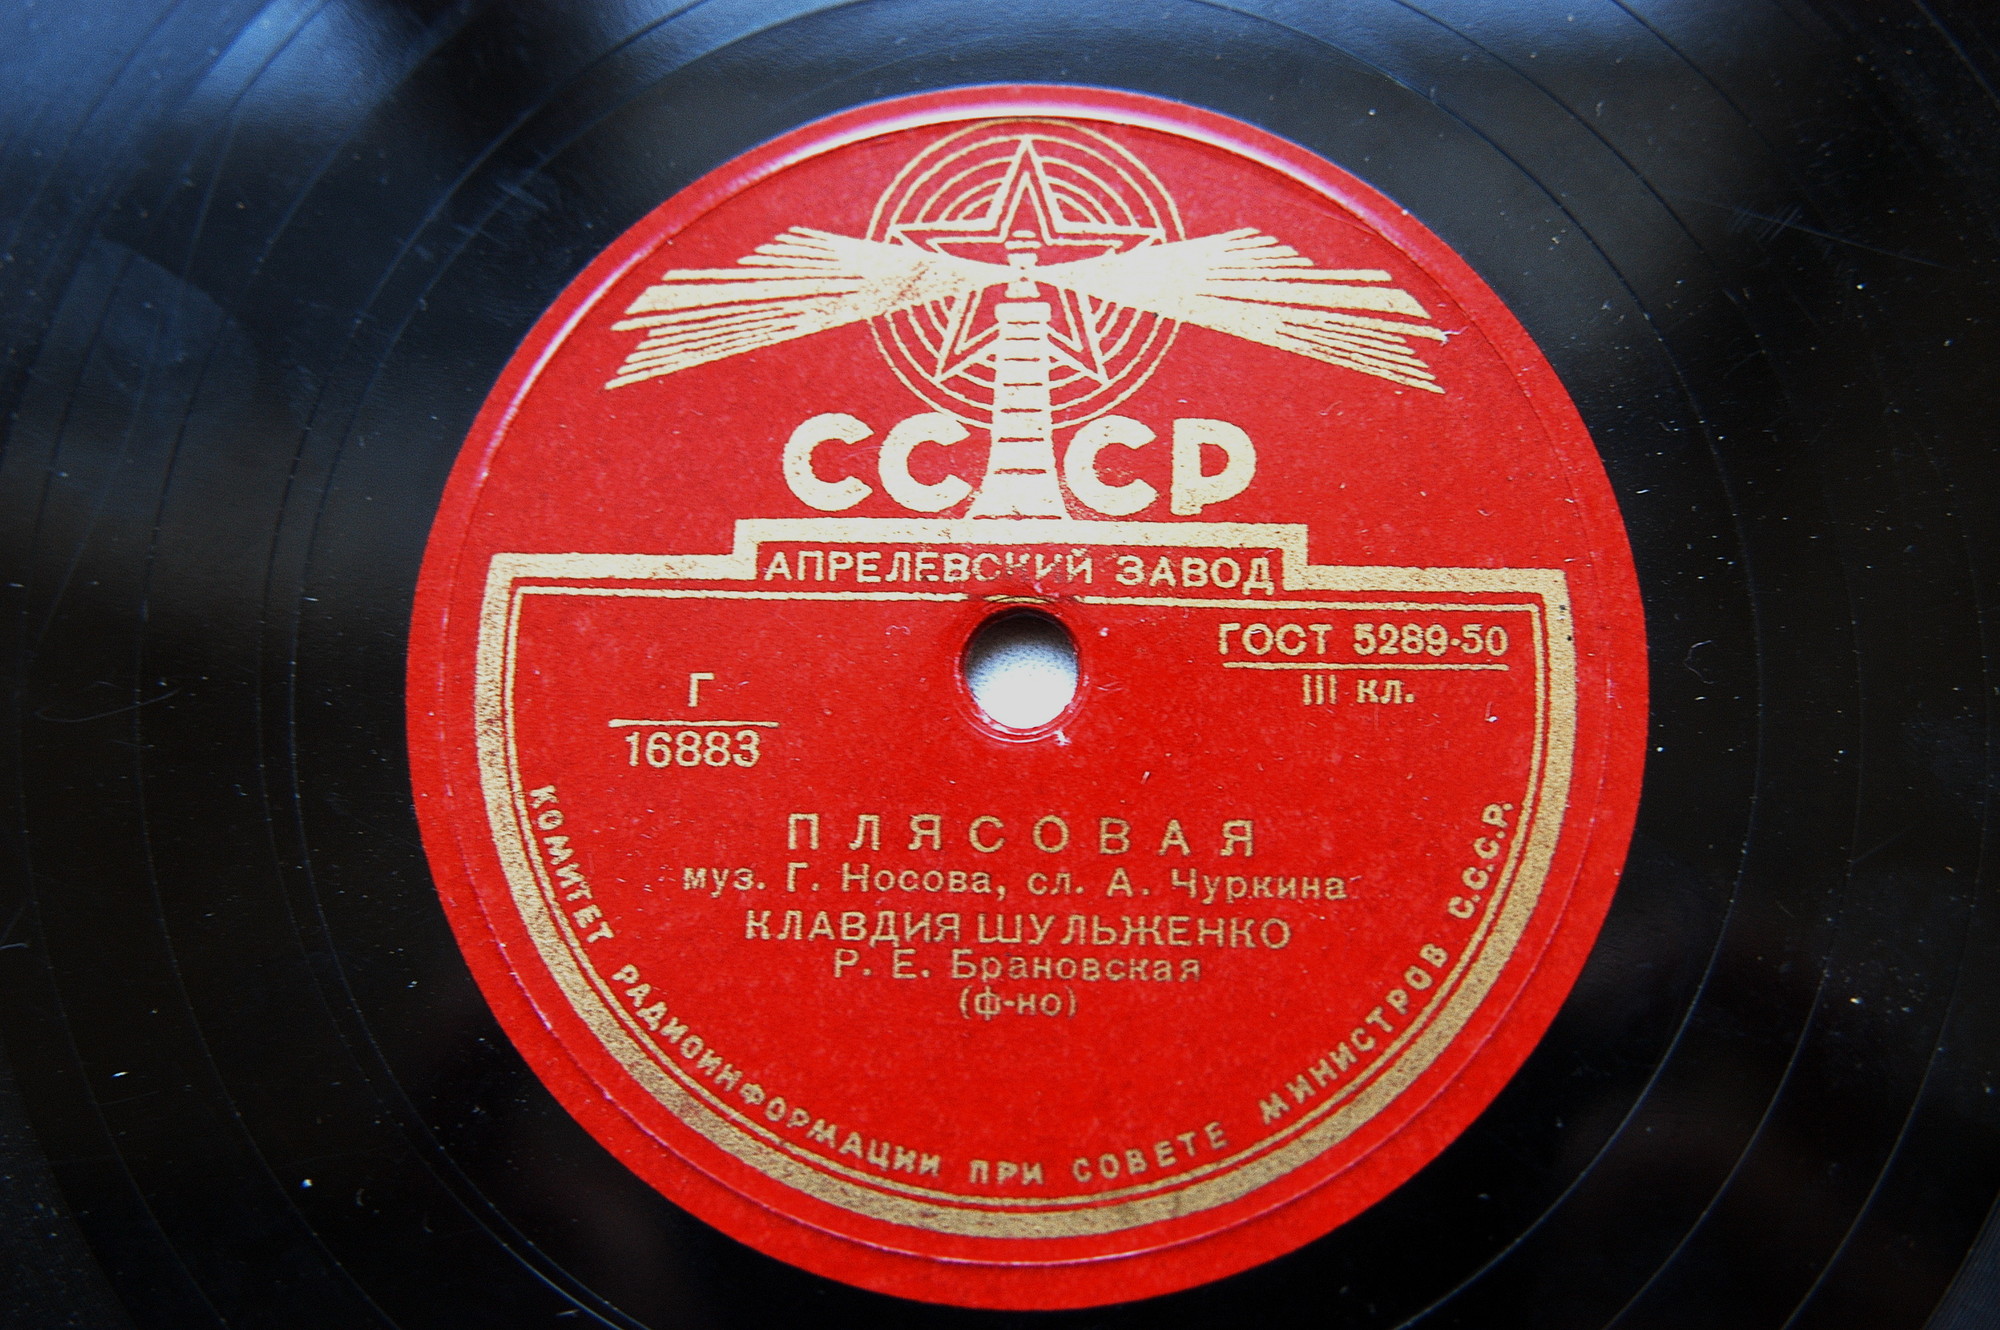 СССР
АПРЕЛЕВСКИЙ ЗАВОД
ГОСТ 5289-50
III кл.
Г
16883
ПЛЯСОВАЯ
муз. Г. Носова, сл. А. Чуркина
КЛАВДИЯ ШУЛЬЖЕНКО
Р. Е. Брановская
(ф-но)
КОМИТЕТ РАДИОИНФОРМАЦИИ ПРИ СОВЕТЕ МИНИСТРОВ С.С.С.Р.